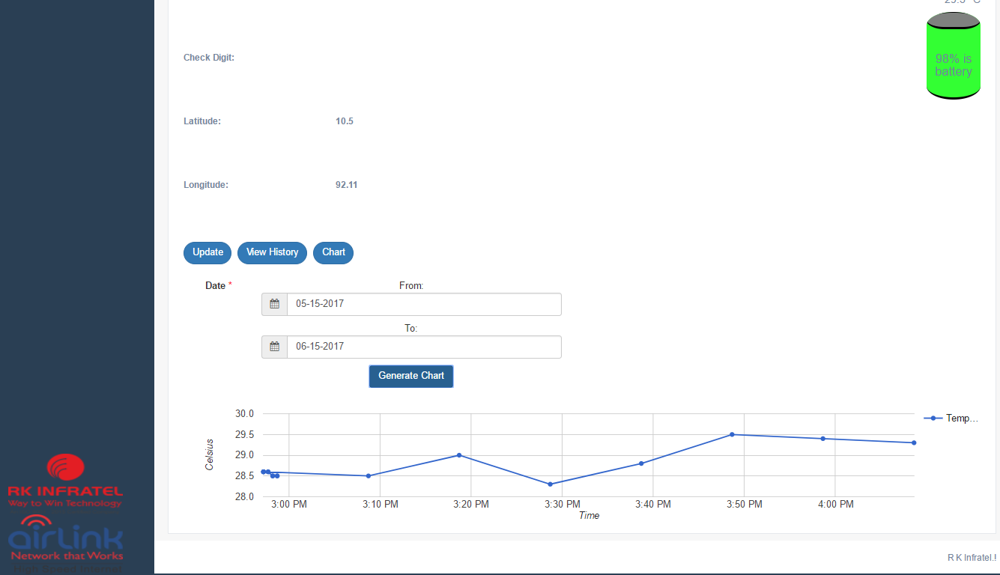 Check Digit:
98% is
battery
Latitude: 10.5
Longitude: 92.11
Update View History Chart
Date * From:
05-15-2017
To:
06-15-2017
Generate Chart
30.0
29.5
29.0
28.5
28.0
Celsius
3:00 PM 3:10 PM 3:20 PM 3:30 PM 3:40 PM 3:50 PM 4:00 PM
Time
Temp...
RK INFRATEL
Way to Win Technology
airLink
Network that Works
R K Infratel.!